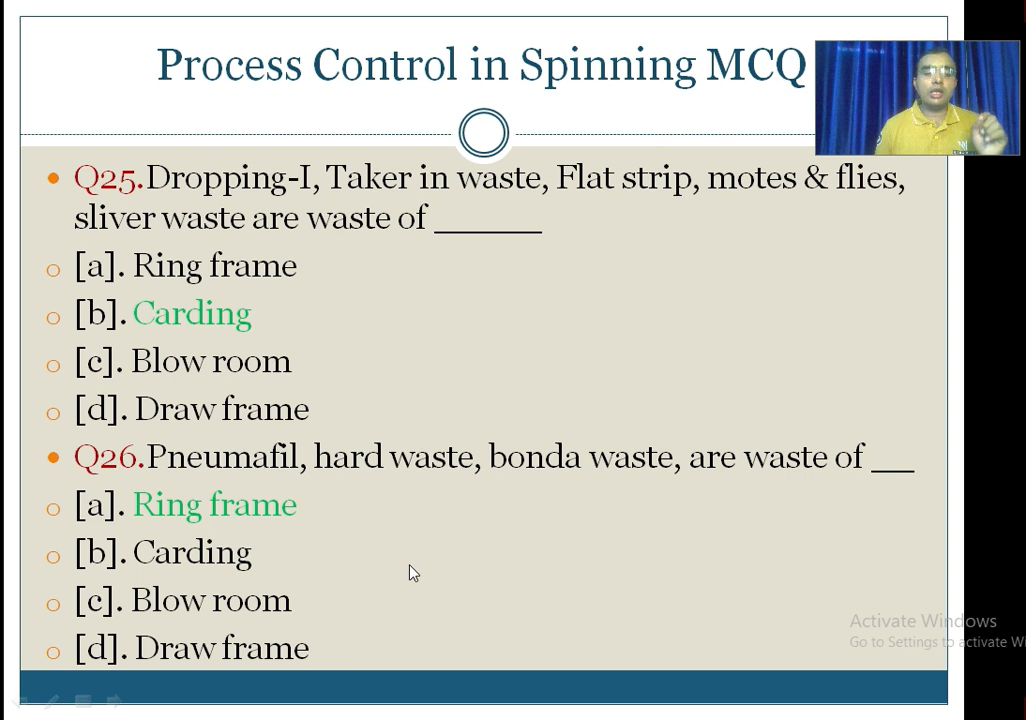 Process Control in Spinning MCQ
Q25.Dropping-I, Taker in waste, Flat strip, motes & flies,
sliver waste are waste of ______
[a]. Ring frame
[b]. Carding
[c]. Blow room
[d]. Draw frame
Q26.Pneumafil, hard waste, bonda waste, are waste of __
[a]. Ring frame
[b]. Carding
[c]. Blow room
[d]. Draw frame
Activate Windows
Go to Settings to activate Wi